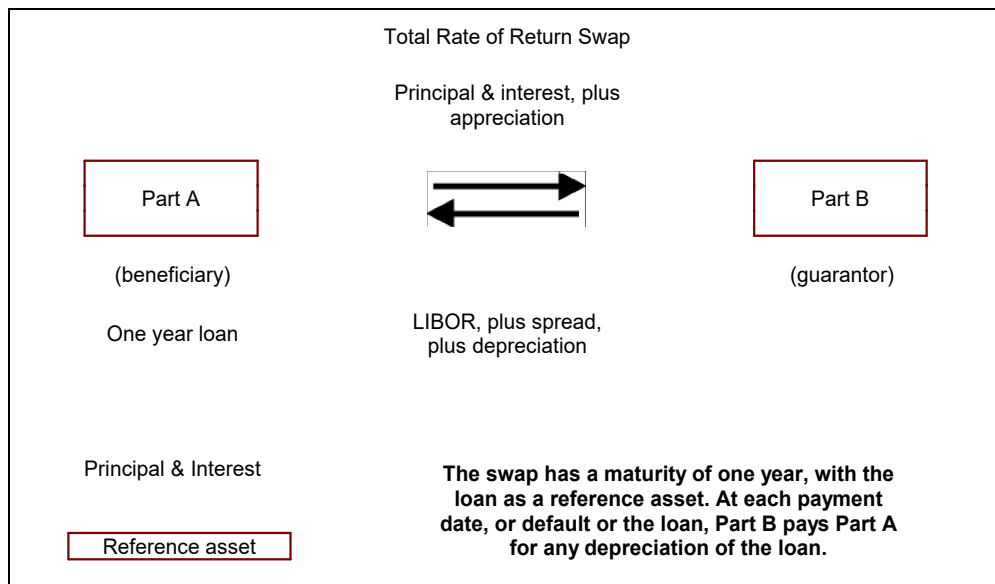 Total Rate of Return Swap
Principal & interest, plus
appreciation
Part A
Part B
(beneficiary)
(guarantor)
One year loan
LIBOR, plus spread,
plus depreciation
Principal & Interest
The swap has a maturity of one year, with the
loan as a reference asset. At each payment
date, or default or the loan, Part B pays Part A
for any depreciation of the loan.
Reference asset